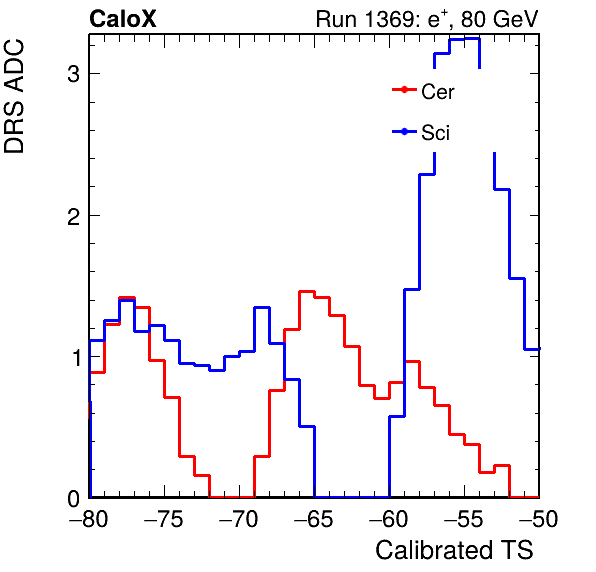 CaloX Run 1369: e⁺, 80 GeV
DRS ADC
3
Cer
Sci
2
1
0
−80 −75 −70 −65 −60 −55 −50
Calibrated TS